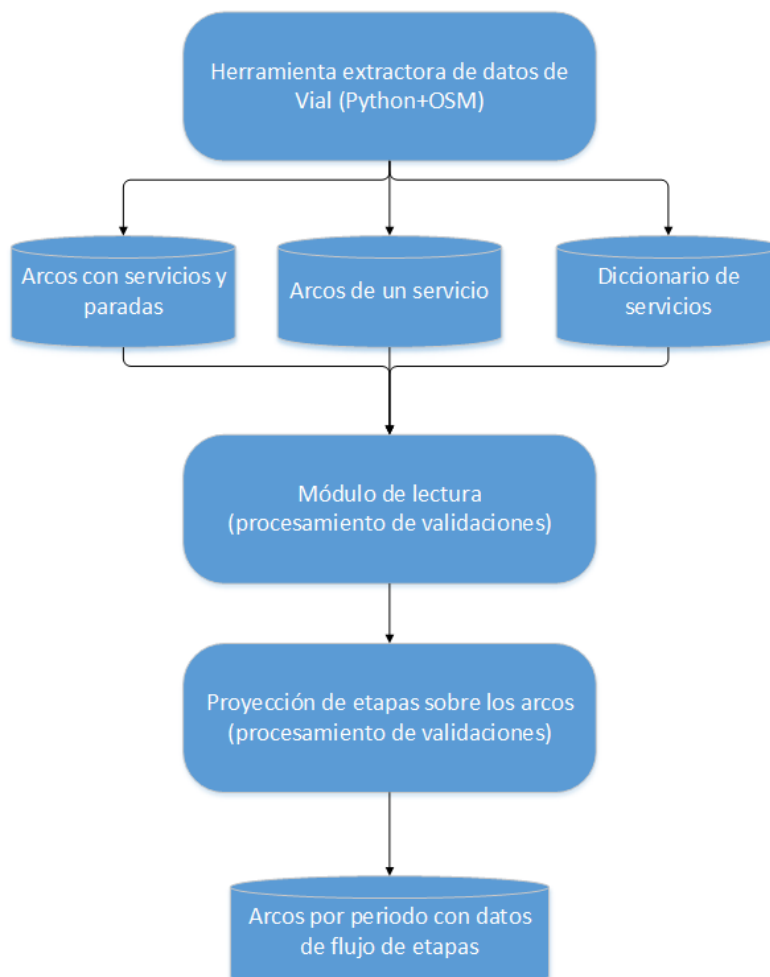 Herramienta extractora de datos de
Vial (Python+OSM)
Arcos con servicios y
paradas
Arcos de un servicio
Diccionario de
servicios
Módulo de lectura
(procesamiento de validaciones)
Proyección de etapas sobre los arcos
(procesamiento de validaciones)
Arcos por periodo con datos
de flujo de etapas